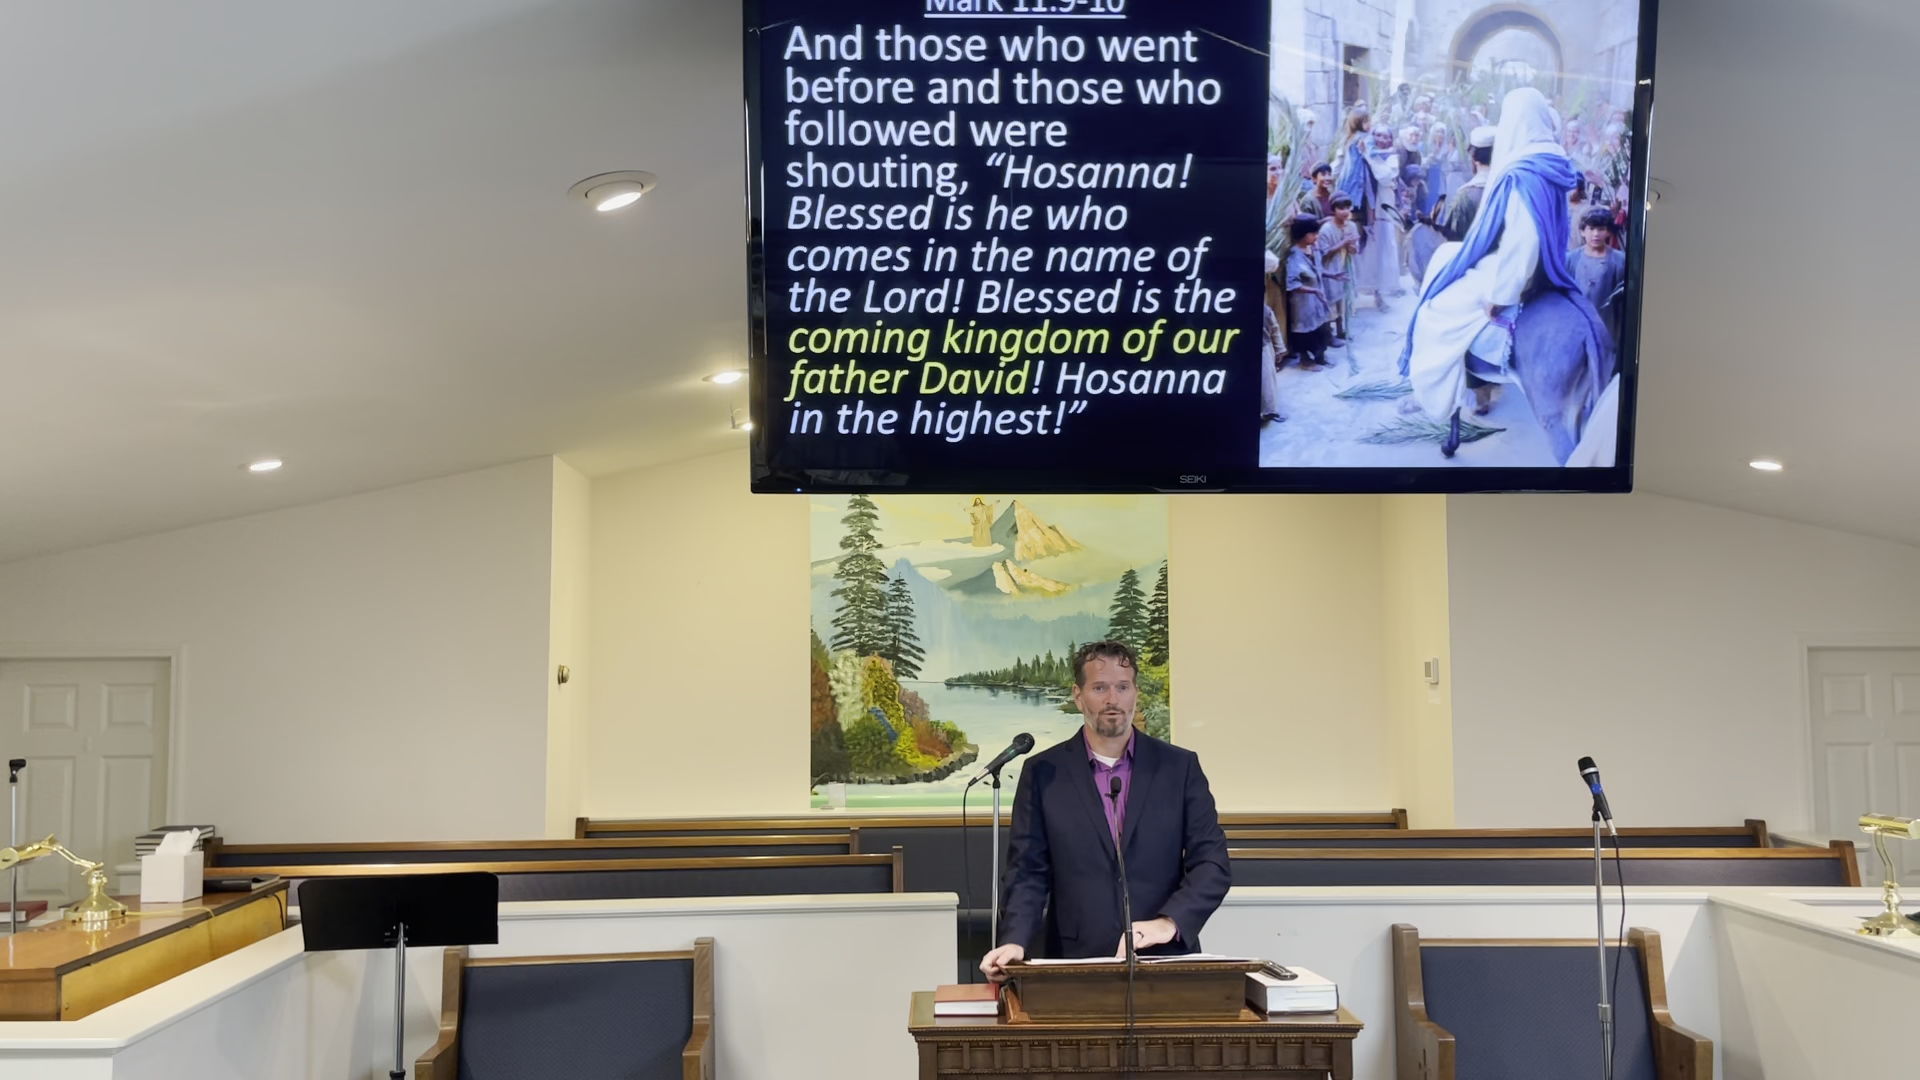 Mark 11:9-10
And those who went
before and those who
followed were
shouting, “Hosanna!
Blessed is he who
comes in the name of
the Lord! Blessed is the
coming kingdom of our
father David! Hosanna
in the highest!”
SEIKI